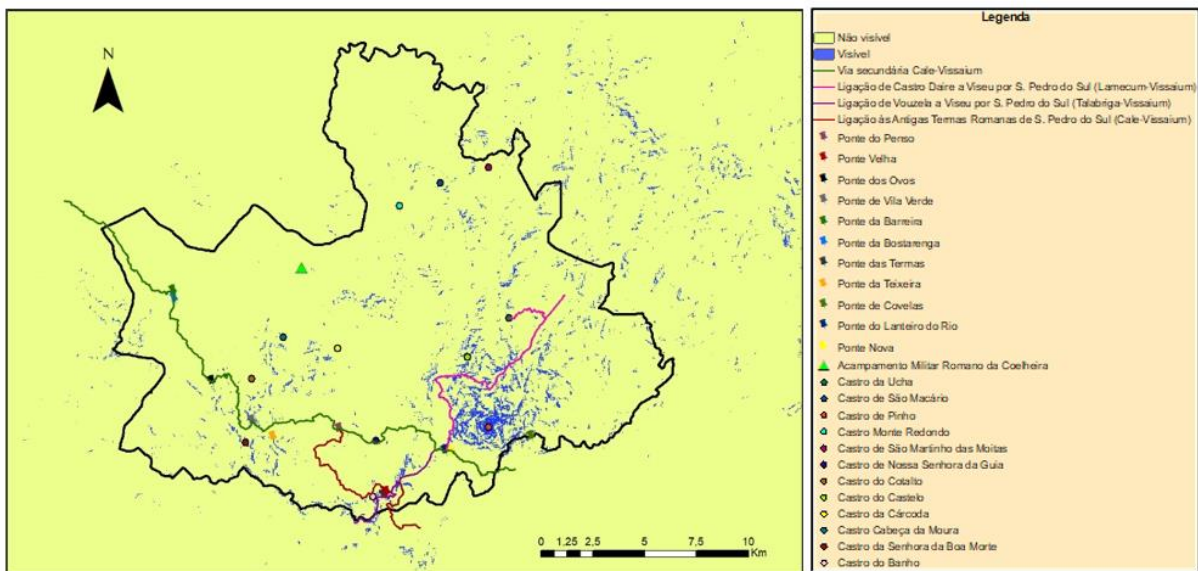 N
0 1,25 2,5 5 7,5 10
Km
Legenda
Não visível
Visível
Via secundária Cale-Vissaium
Ligação de Castro Daire a Viseu por S. Pedro do Sul (Lamecum-Vissaium)
Ligação de Vouzela a Viseu por S. Pedro do Sul (Talabriga-Vissaium)
Ligação ás Antigas Termas Romanas de S. Pedro do Sul (Cale-Vissaium)
Ponte do Penso
Ponte Velha
Ponte dos Ovos
Ponte de Vila Verde
Ponte da Barreira
Ponte da Bostarenga
Ponte das Termas
Ponte da Teixeira
Ponte de Covelas
Ponte do Lanteiro do Rio
Ponte Nova
Acampamento Militar Romano da Coelheira
Castro da Ucha
Castro de São Macário
Castro de Pinho
Castro Monte Redondo
Castro de São Martinho das Moitas
Castro de Nossa Senhora da Guia
Castro do Cotalto
Castro do Castelo
Castro da Cárcoda
Castro Cabeça da Moura
Castro da Senhora da Boa Morte
Castro do Banho